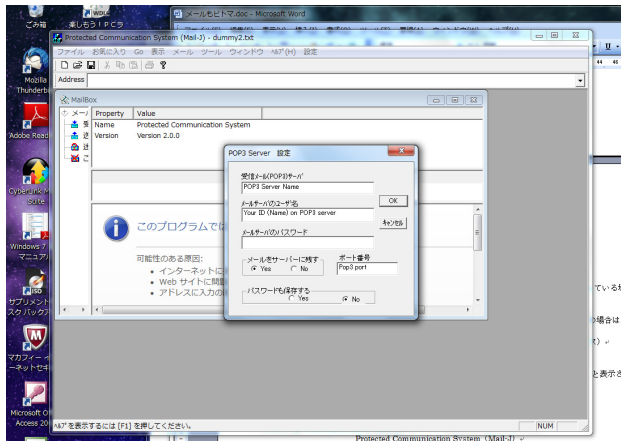 WDLC
メールもビトマ.doc - Microsoft Word
ごみ箱
楽しもう！PCラ
Protected Communication System (Mail-J) - dummy2.txt
ファイル お気に入り Go 表示 メール ツール ウィンドウ ﾍﾙﾌﾟ(H) 設定
Address
Mozilla
Thunderbi
MailBox
メー
Property
Value
Name
Protected Communication System
Version
Version 2.0.0
Adobe Read
POP3 Server 設定
受信ﾒｰﾙ(POP3)ｻｰﾊﾞ
POP3 Server Name
OK
ﾒｰﾙｻｰﾊﾞのﾕｰｻﾞ名
Your ID (Name) on POP3 server
ｷｬﾝｾﾙ
ﾒｰﾙｻｰﾊﾞのパスワード
メールをサーバーに残す
Yes
No
ポート番号
Pop3 port
パスワードも保存する
Yes
No
CyberLink M
Suite
このプログラムでは
Windows 7
マニュアル
可能性のある原因:
• インターネットに
• Web サイトに問題
• アドレスに入力の
ている
場合は
サプリメント
スク/バック
ISO
マカフィー イ
ーネットセキ
と表示さ
Microsoft O
Access 20
ﾍﾙﾌﾟを表示するには [F1] を押してください。
NUM
Protected Communication System (Mail-J)